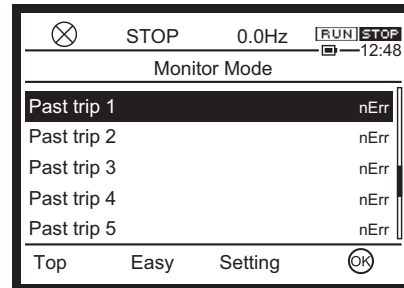 STOP 0.0Hz RUN STOP
12:48
Monitor Mode
Past trip 1 nErr
Past trip 2 nErr
Past trip 3 nErr
Past trip 4 nErr
Past trip 5 nErr
Top Easy Setting OK